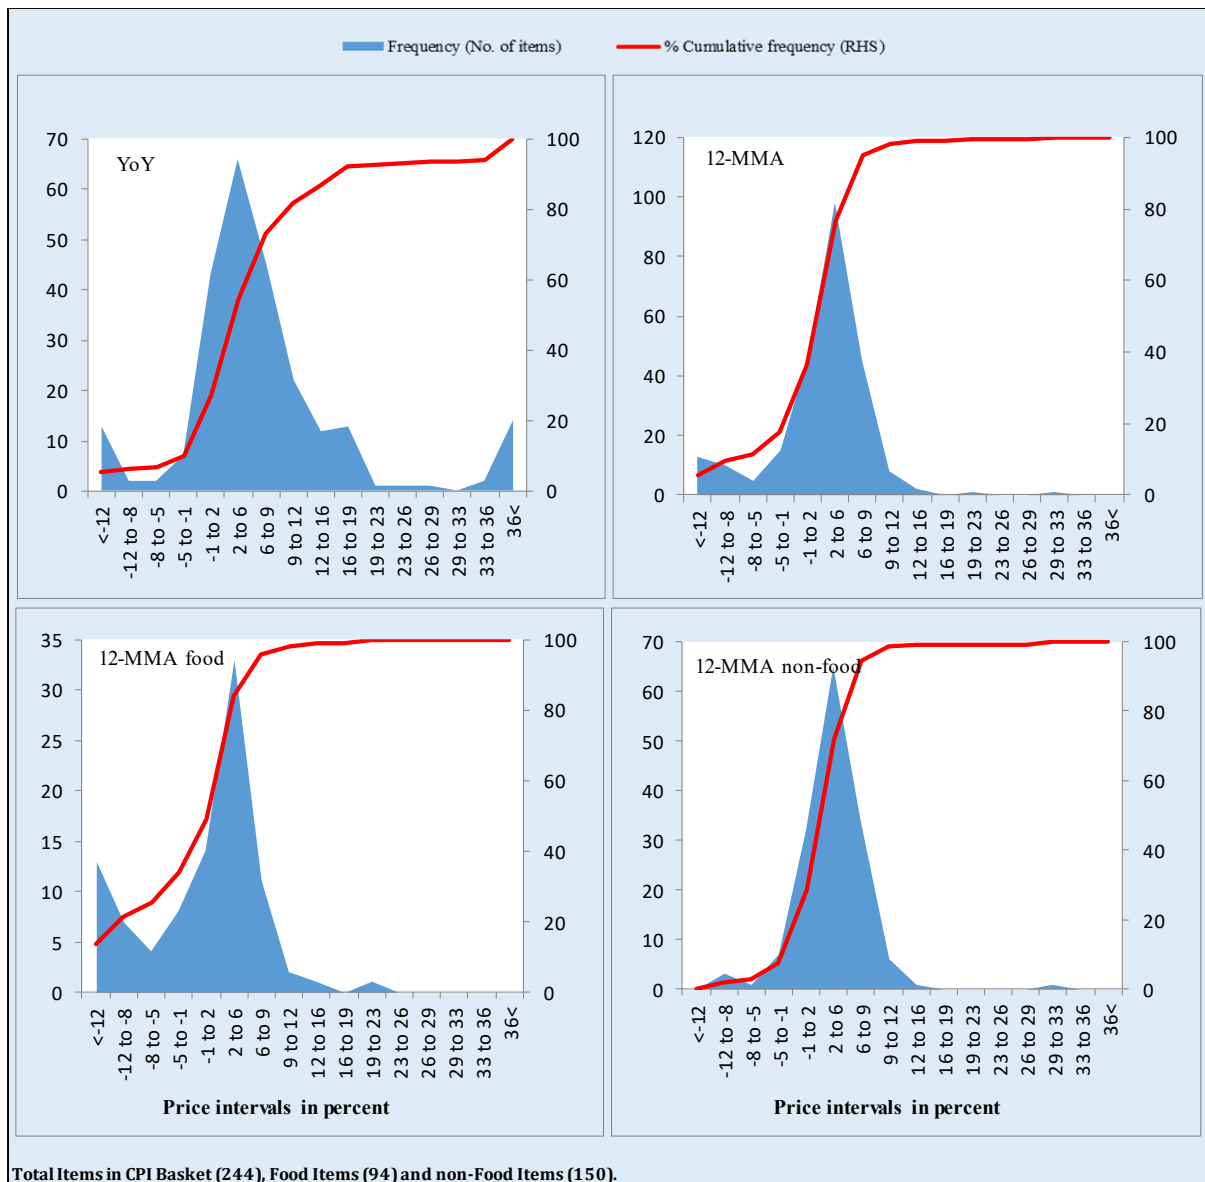 Frequency (No. of items) % Cumulative frequency (RHS)
YoY
70
60
50
40
30
20
10
0
100
80
60
40
20
0
<-12
-12 to -8
-8 to -5
-5 to -1
-1 to 2
2 to 6
6 to 9
9 to 12
12 to 16
16 to 19
19 to 23
23 to 26
26 to 29
29 to 33
33 to 36
36<
12-MMA
120
100
80
60
40
20
0
100
80
60
40
20
0
<-12
-12 to -8
-8 to -5
-5 to -1
-1 to 2
2 to 6
6 to 9
9 to 12
12 to 16
16 to 19
19 to 23
23 to 26
26 to 29
29 to 33
33 to 36
36<
12-MMA food
35
30
25
20
15
10
5
0
100
80
60
40
20
0
<-12
-12 to -8
-8 to -5
-5 to -1
-1 to 2
2 to 6
6 to 9
9 to 12
12 to 16
16 to 19
19 to 23
23 to 26
26 to 29
29 to 33
33 to 36
36<
Price intervals in percent
12-MMA non-food
70
60
50
40
30
20
10
0
100
80
60
40
20
0
<-12
-12 to -8
-8 to -5
-5 to -1
-1 to 2
2 to 6
6 to 9
9 to 12
12 to 16
16 to 19
19 to 23
23 to 26
26 to 29
29 to 33
33 to 36
36<
Price intervals in percent
Total Items in CPI Basket (244), Food Items (94) and non-Food Items (150).